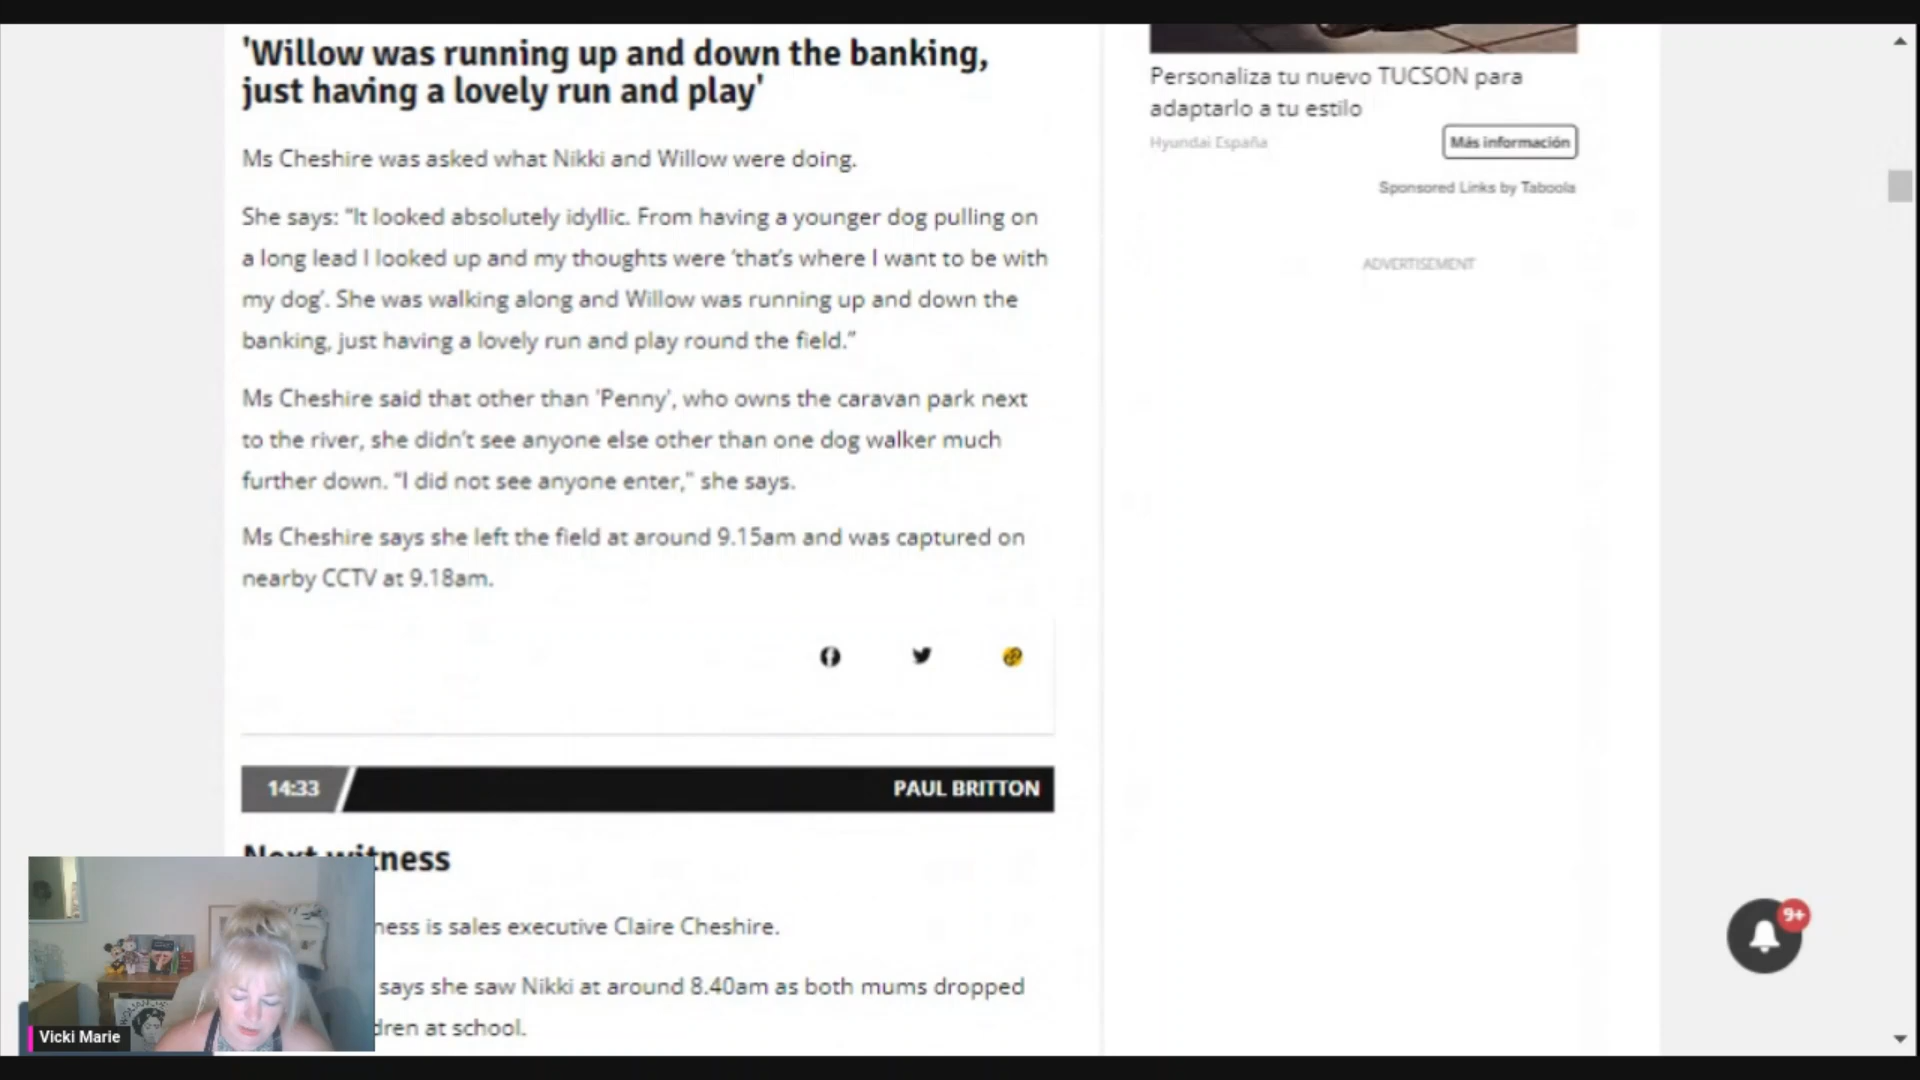 'Willow was running up and down the banking,
just having a lovely run and play'
Ms Cheshire was asked what Nikki and Willow were doing.
She says: “It looked absolutely idyllic. From having a younger dog pulling on
a long lead I looked up and my thoughts were ‘that’s where I want to be with
my dog’. She was walking along and Willow was running up and down the
banking, just having a lovely run and play round the field.”
Ms Cheshire said that other than 'Penny', who owns the caravan park next
to the river, she didn’t see anyone else other than one dog walker much
further down. “I did not see anyone enter,” she says.
Ms Cheshire says she left the field at around 9.15am and was captured on
nearby CCTV at 9.18am.
14:33
PAUL BRITTON
Next witness
ness is sales executive Claire Cheshire.
says she saw Nikki at around 8.40am as both mums dropped
dren at school.
Vicki Marie
Personaliza tu nuevo TUCSON para
adaptarlo a tu estilo
Hyundai España
Más información
Sponsored Links by Taboola
ADVERTISEMENT
9+